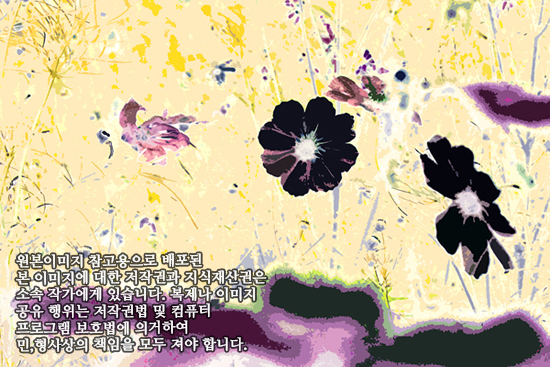 원본이미지 참고용으로 배포된
본 이미지에 대한 저작권과 지식재산권은
소속 작가에게 있습니다. 복제나 이미지
공유 행위는 저작권법 및 컴퓨터
프로그램 보호법에 의거하여
민,형사상의 책임을 모두 져야 합니다.